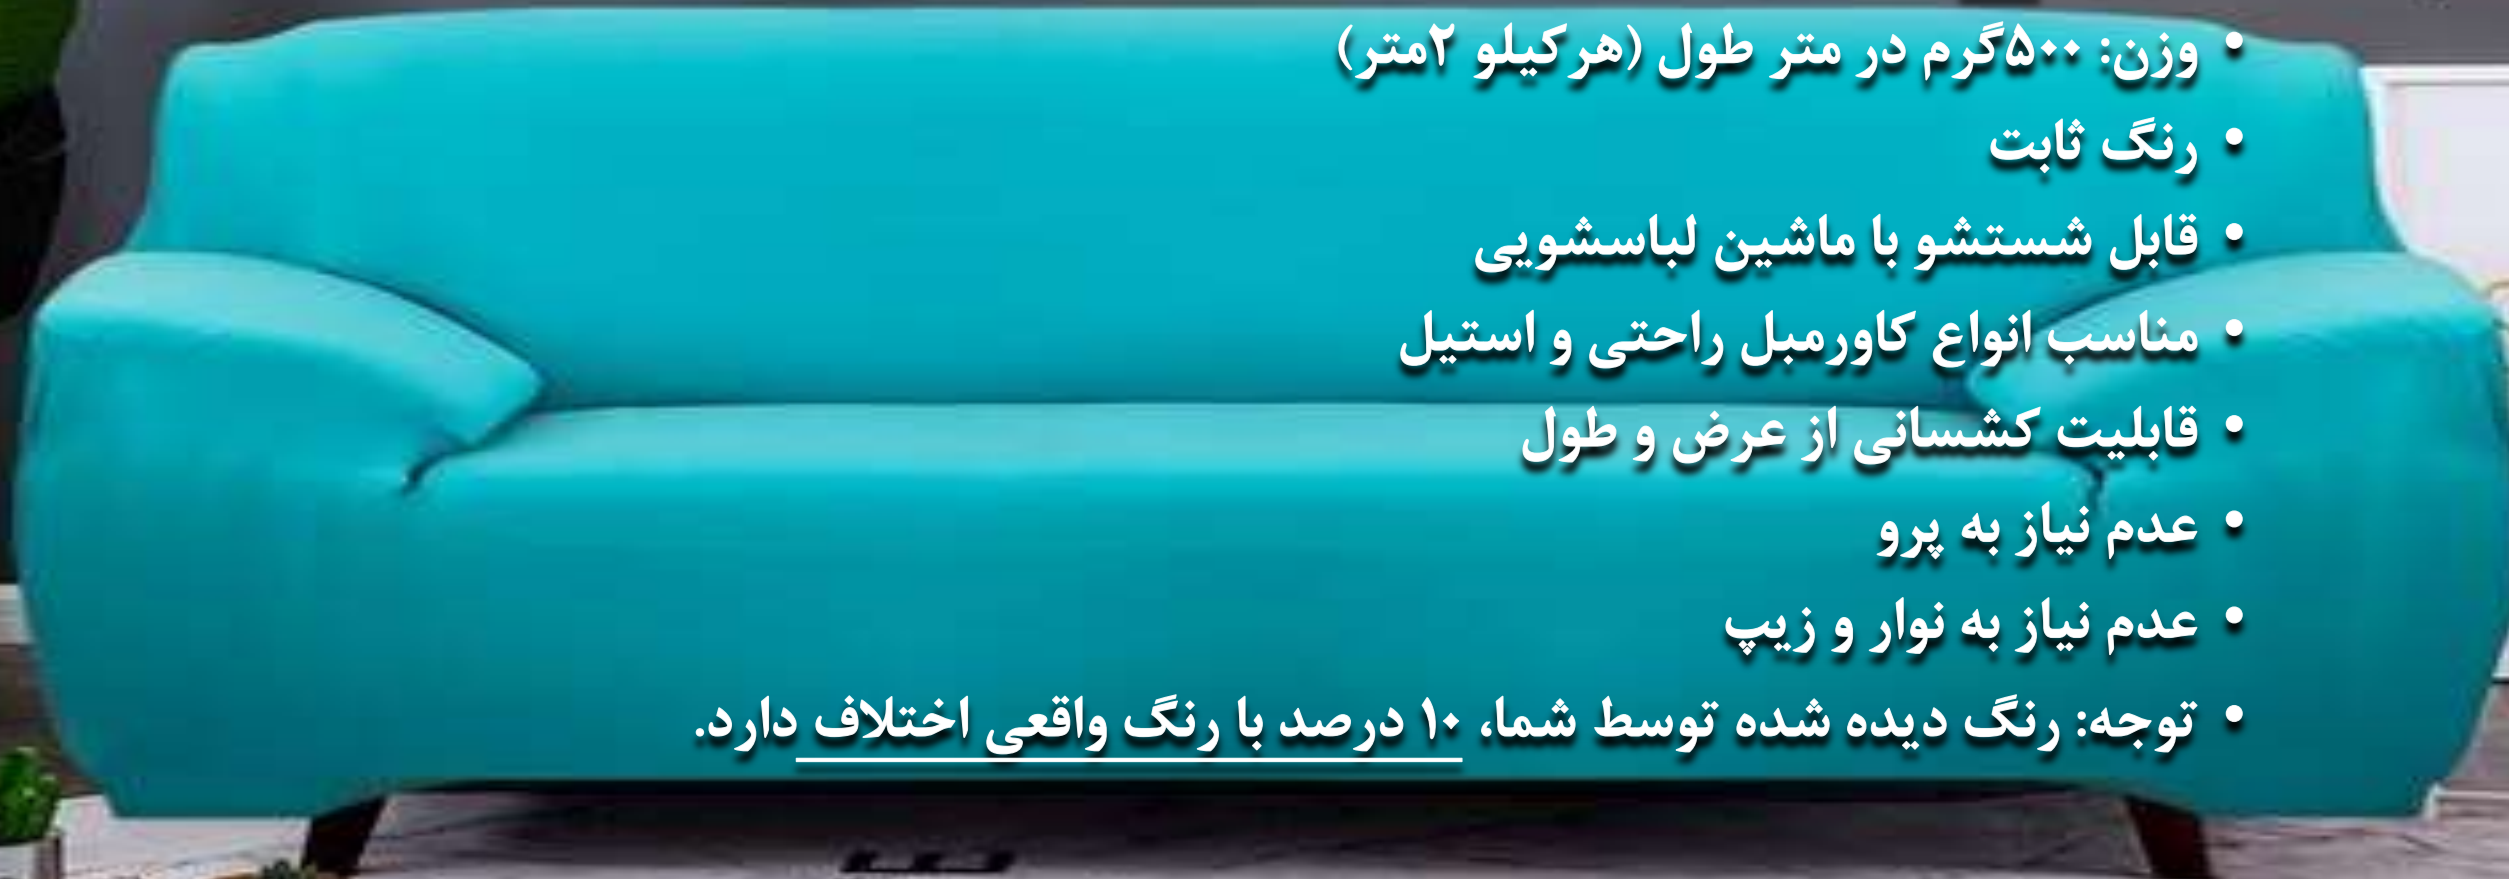 • وزن: ۵۰۰گرم در متر طول (هرکیلو ۲متر)
• رنگ ثابت
• قابل شستشو با ماشین لباسشویی
• مناسب انواع کاورمبل راحتی و استیل
• قابلیت کشسانی از عرض و طول
• عدم نیاز به پرو
• عدم نیاز به نوار و زیپ
• توجه: رنگ دیده شده توسط شما، ۱۰ درصد با رنگ واقعی اختلاف دارد.